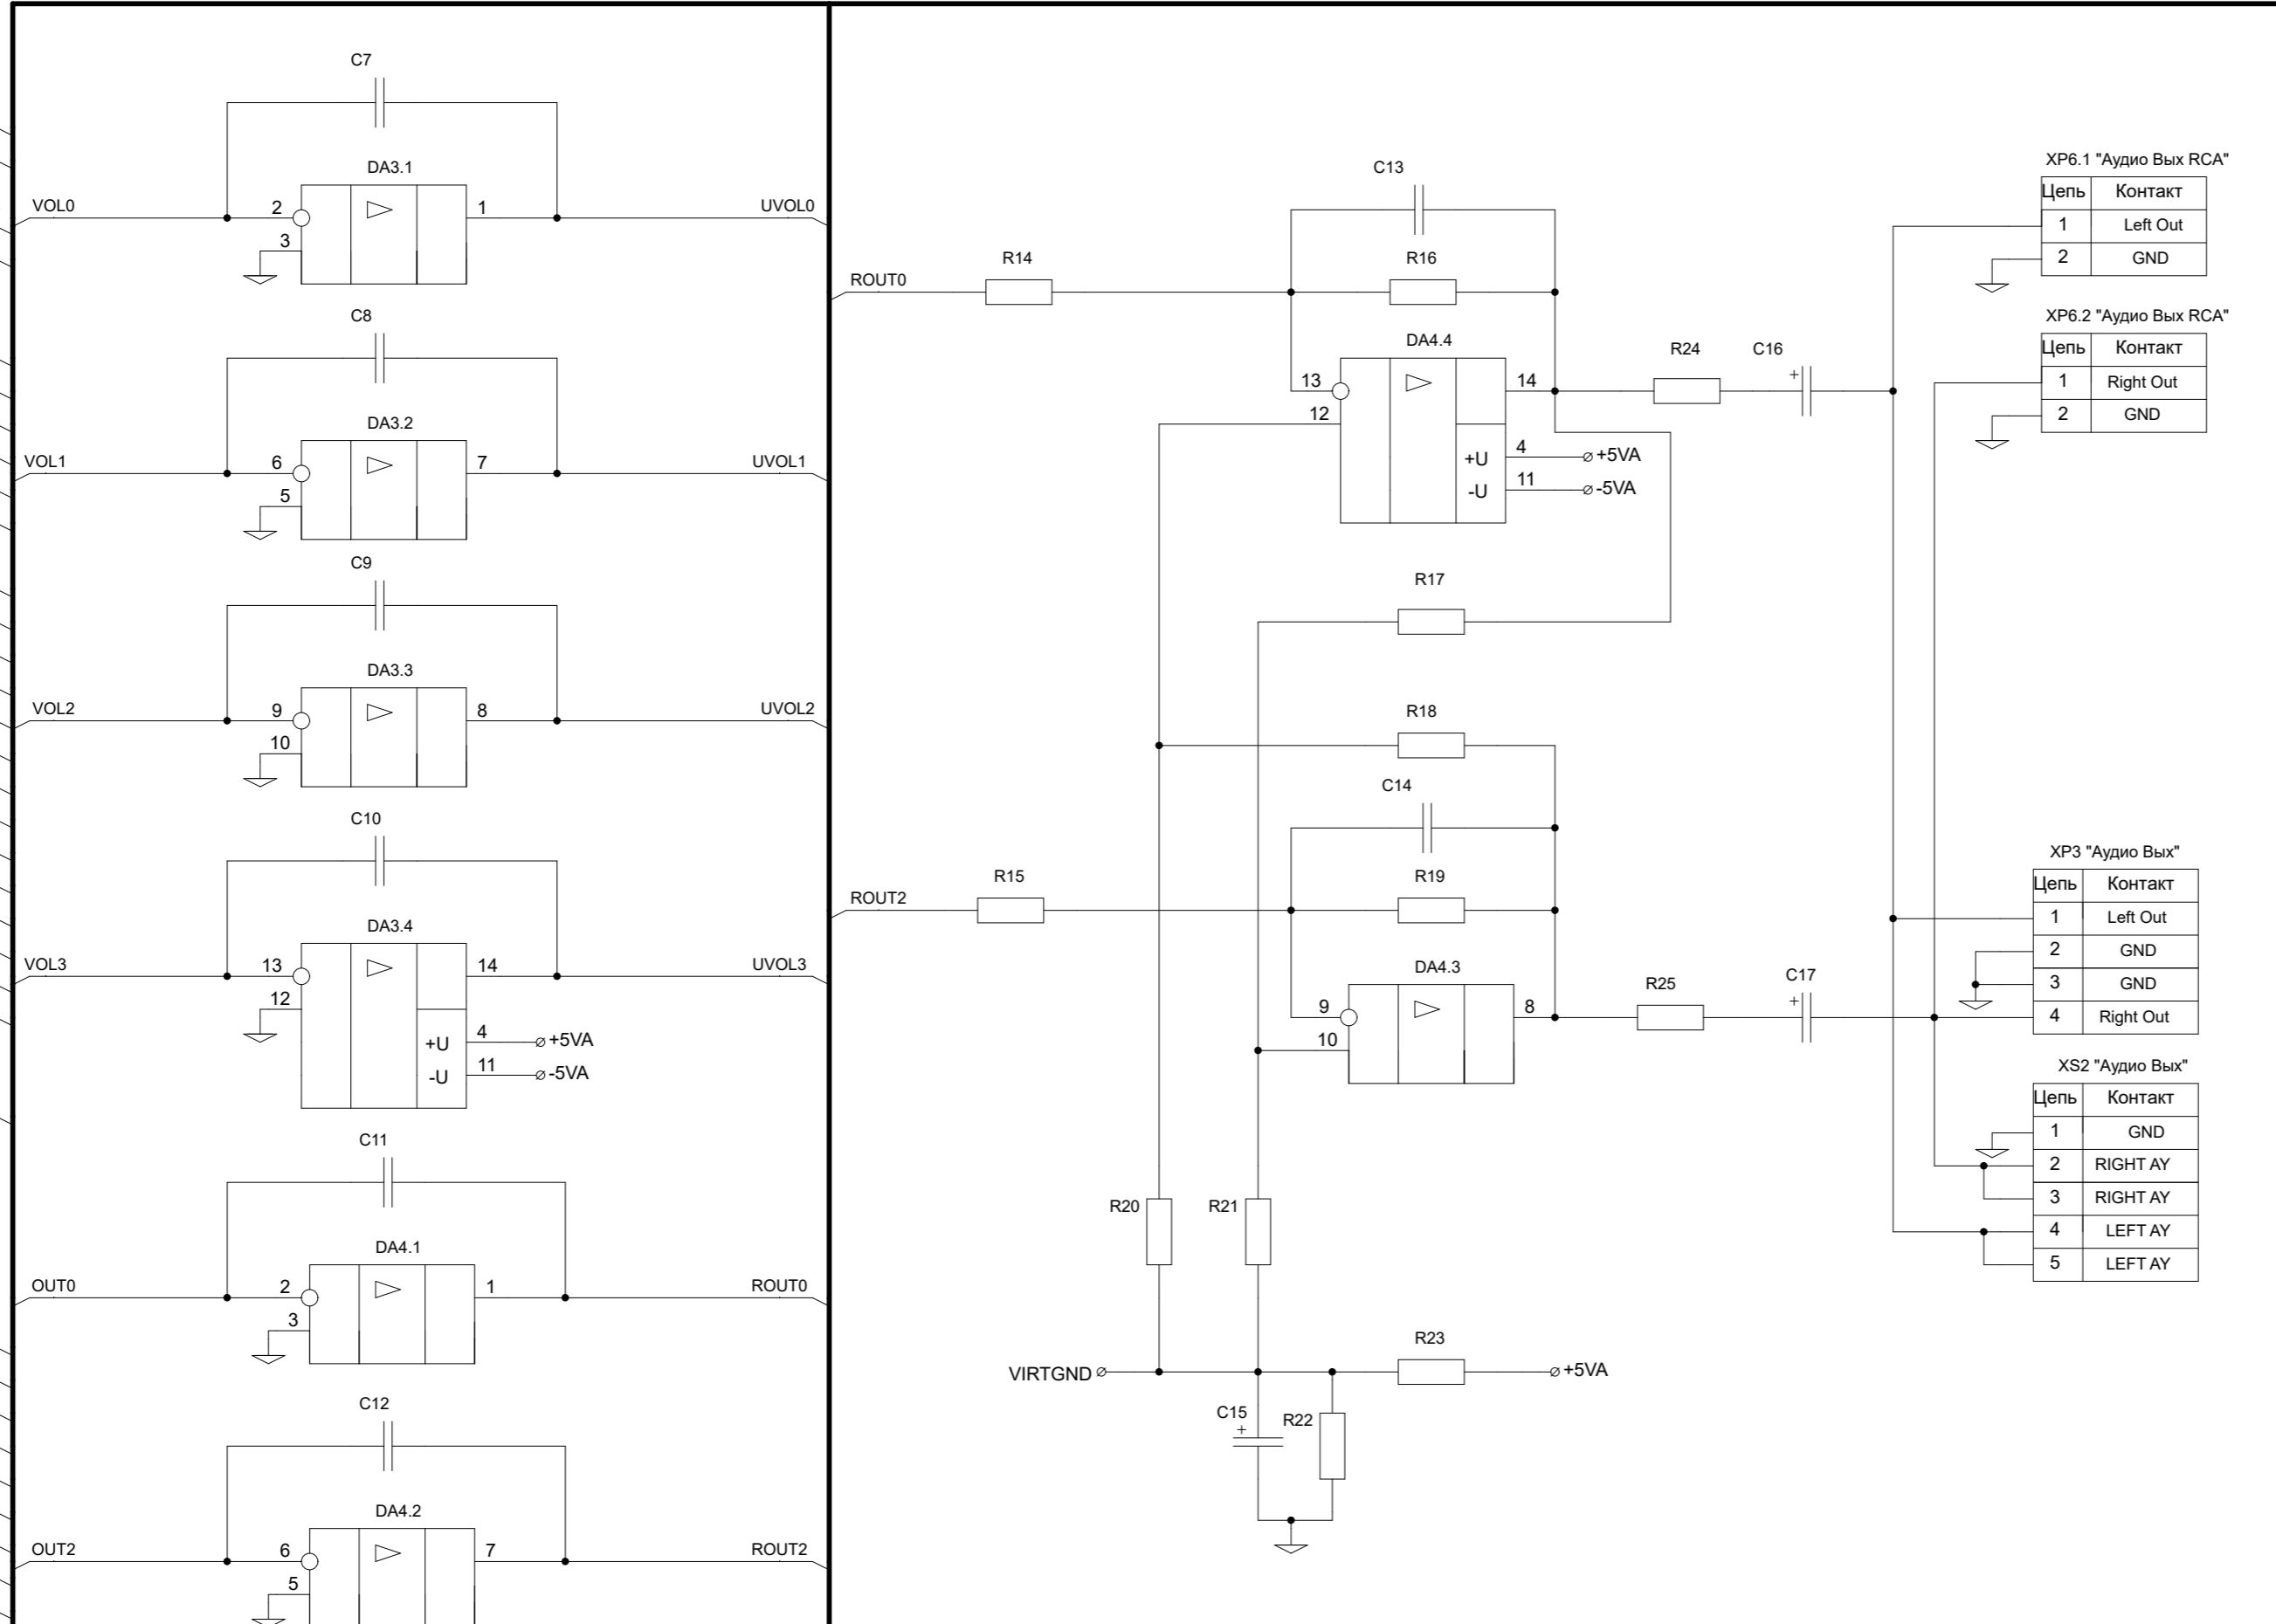 C7
DA3.1
VOL0
2
3
1
UVOL0
C8
DA3.2
VOL1
6
5
7
UVOL1
C9
DA3.3
VOL2
9
10
8
UVOL2
C10
DA3.4
VOL3
13
12
14
UVOL3
+U
4
+5VA
-U
11
-5VA
C11
DA4.1
OUT0
2
3
1
ROUT0
C12
DA4.2
OUT2
6
5
7
ROUT2
C13
R14
R16
ROUT0
DA4.4
13
12
14
+U
4
+5VA
-U
11
-5VA
R24
C16
+
R17
R18
C14
R15
R19
ROUT2
DA4.3
9
10
8
R25
C17
+
R20
R21
R23
VIRTGND
+5VA
C15
+
R22
XP6.1 "Аудио Вых RCA"
Цепь Контакт
1 Left Out
2 GND
XP6.2 "Аудио Вых RCA"
Цепь Контакт
1 Right Out
2 GND
XP3 "Аудио Вых"
Цепь Контакт
1 Left Out
2 GND
3 GND
4 Right Out
XS2 "Аудио Вых"
Цепь Контакт
1 GND
2 RIGHT AY
3 RIGHT AY
4 LEFT AY
5 LEFT AY